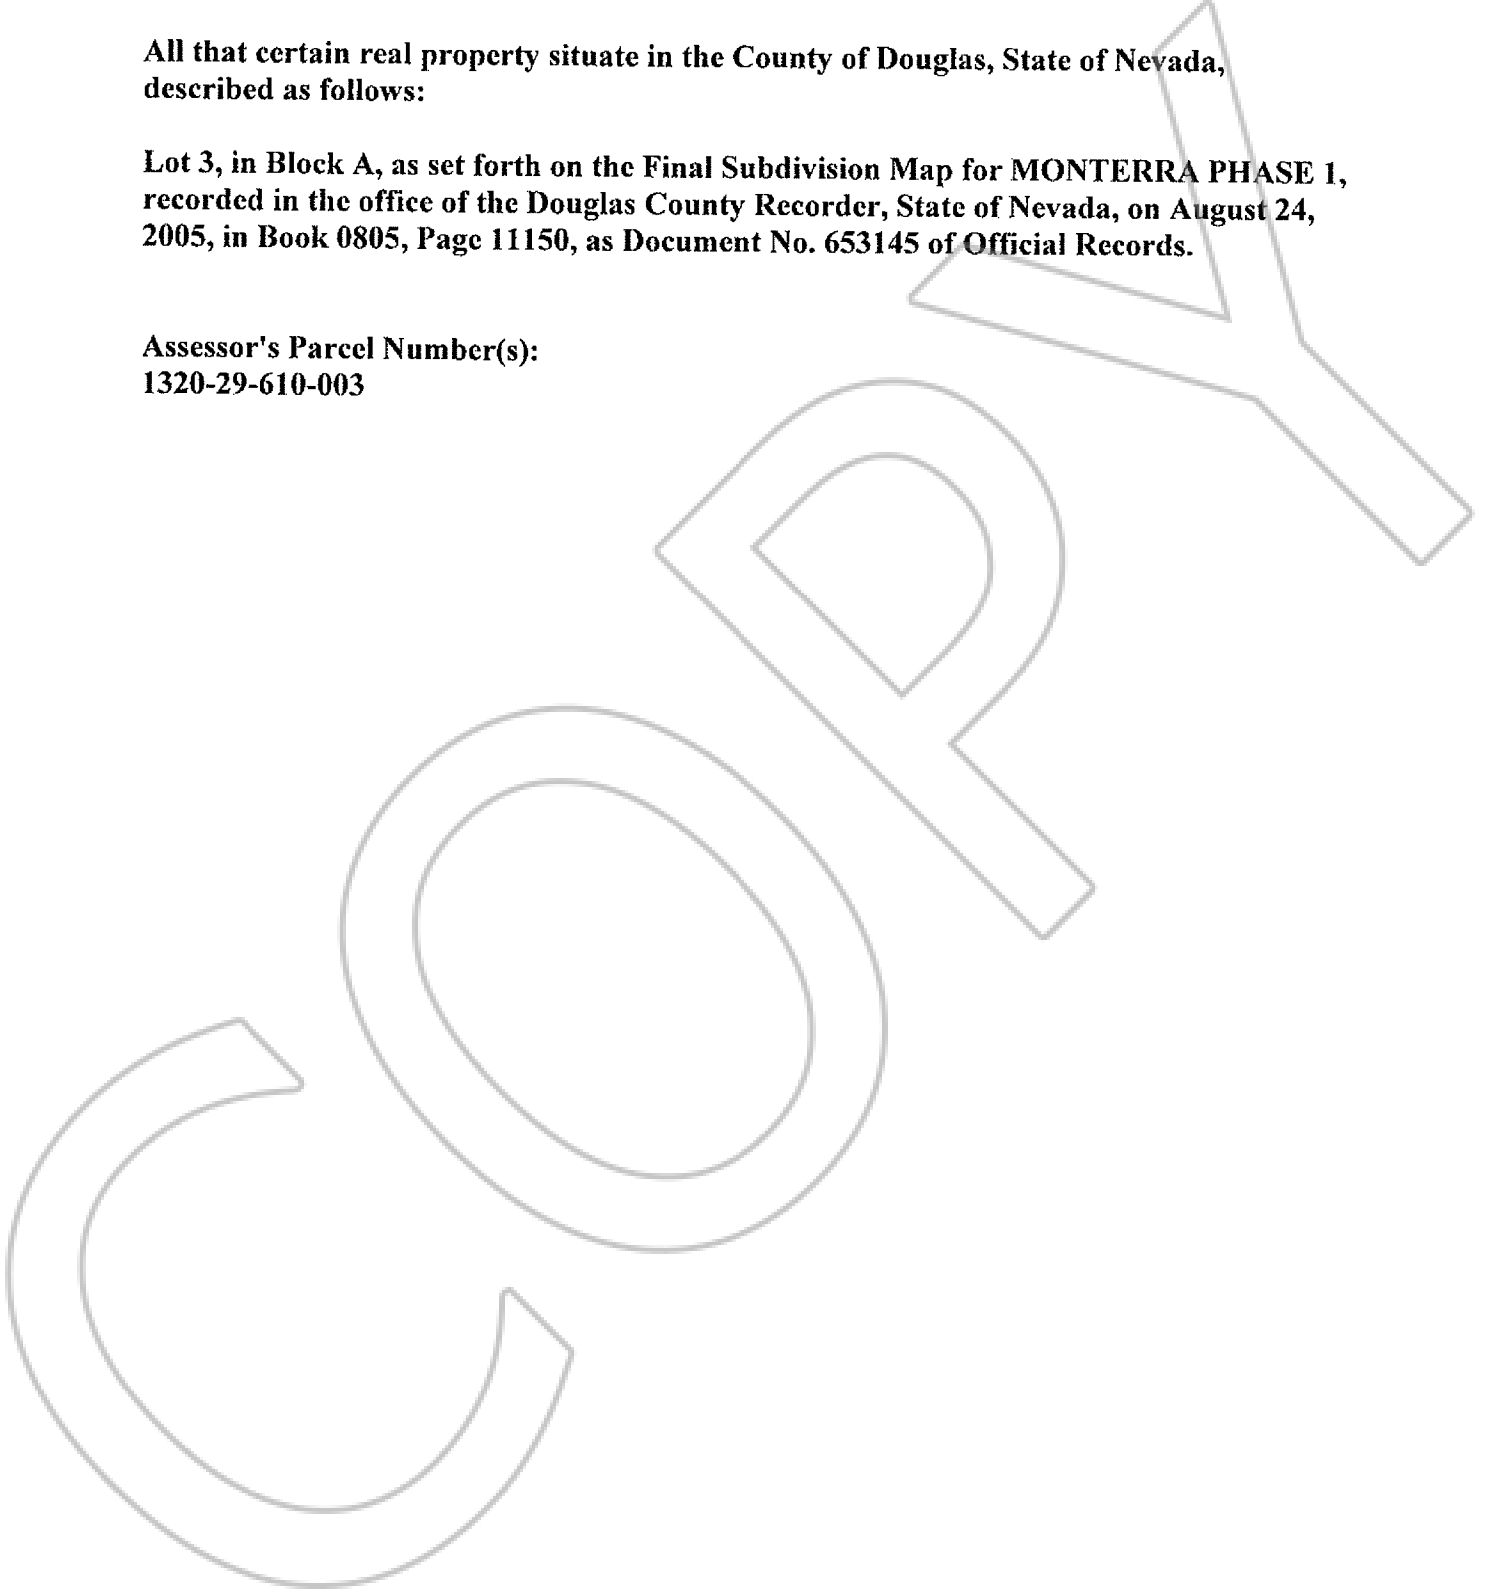 All that certain real property situate in the County of Douglas, State of Nevada,
described as follows:
Lot 3, in Block A, as set forth on the Final Subdivision Map for MONTERRA PHASE 1,
recorded in the office of the Douglas County Recorder, State of Nevada, on August 24,
2005, in Book 0805, Page 11150, as Document No. 653145 of Official Records.
Assessor's Parcel Number(s):
1320-29-610-003
COPY